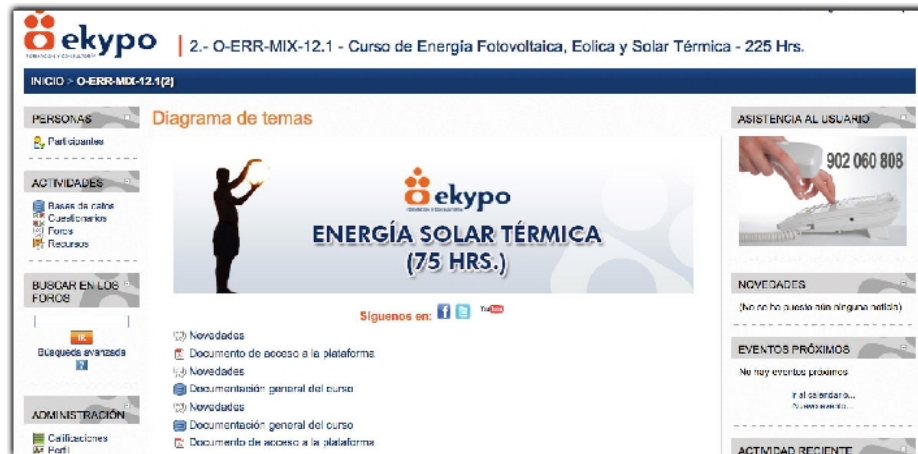 ekypo
2.- O-ERR-MIX-12.1 - Curso de Energía Fotovoltaica, Eolica y Solar Térmica - 225 Hrs.
INICIO > O-ERR-MIX-12.1(2)
PERSONAS
Participantes
ACTIVIDADES
Bases de datos
Cuestionarios
Foros
Recursos
BUSCAR EN LOS
FOROS
IR
Búsqueda avanzada
?
ADMINISTRACIÓN
Calificaciones
Perfil
Diagrama de temas
ekypo
ENERGÍA SOLAR TÉRMICA
(75 HRS.)
Síguenos en:
Novedades
Documento de acceso a la plataforma
Novedades
Documentación general del curso
Novedades
Documentación general del curso
Documento de acceso a la plataforma
ASISTENCIA AL USUARIO
902 060 808
NOVEDADES
(No se ha puesto aún ninguna noticia)
EVENTOS PRÓXIMOS
No hay eventos próximos
Ir al calendario...
Nuevo evento...
ACTIVIDAD RECIENTE